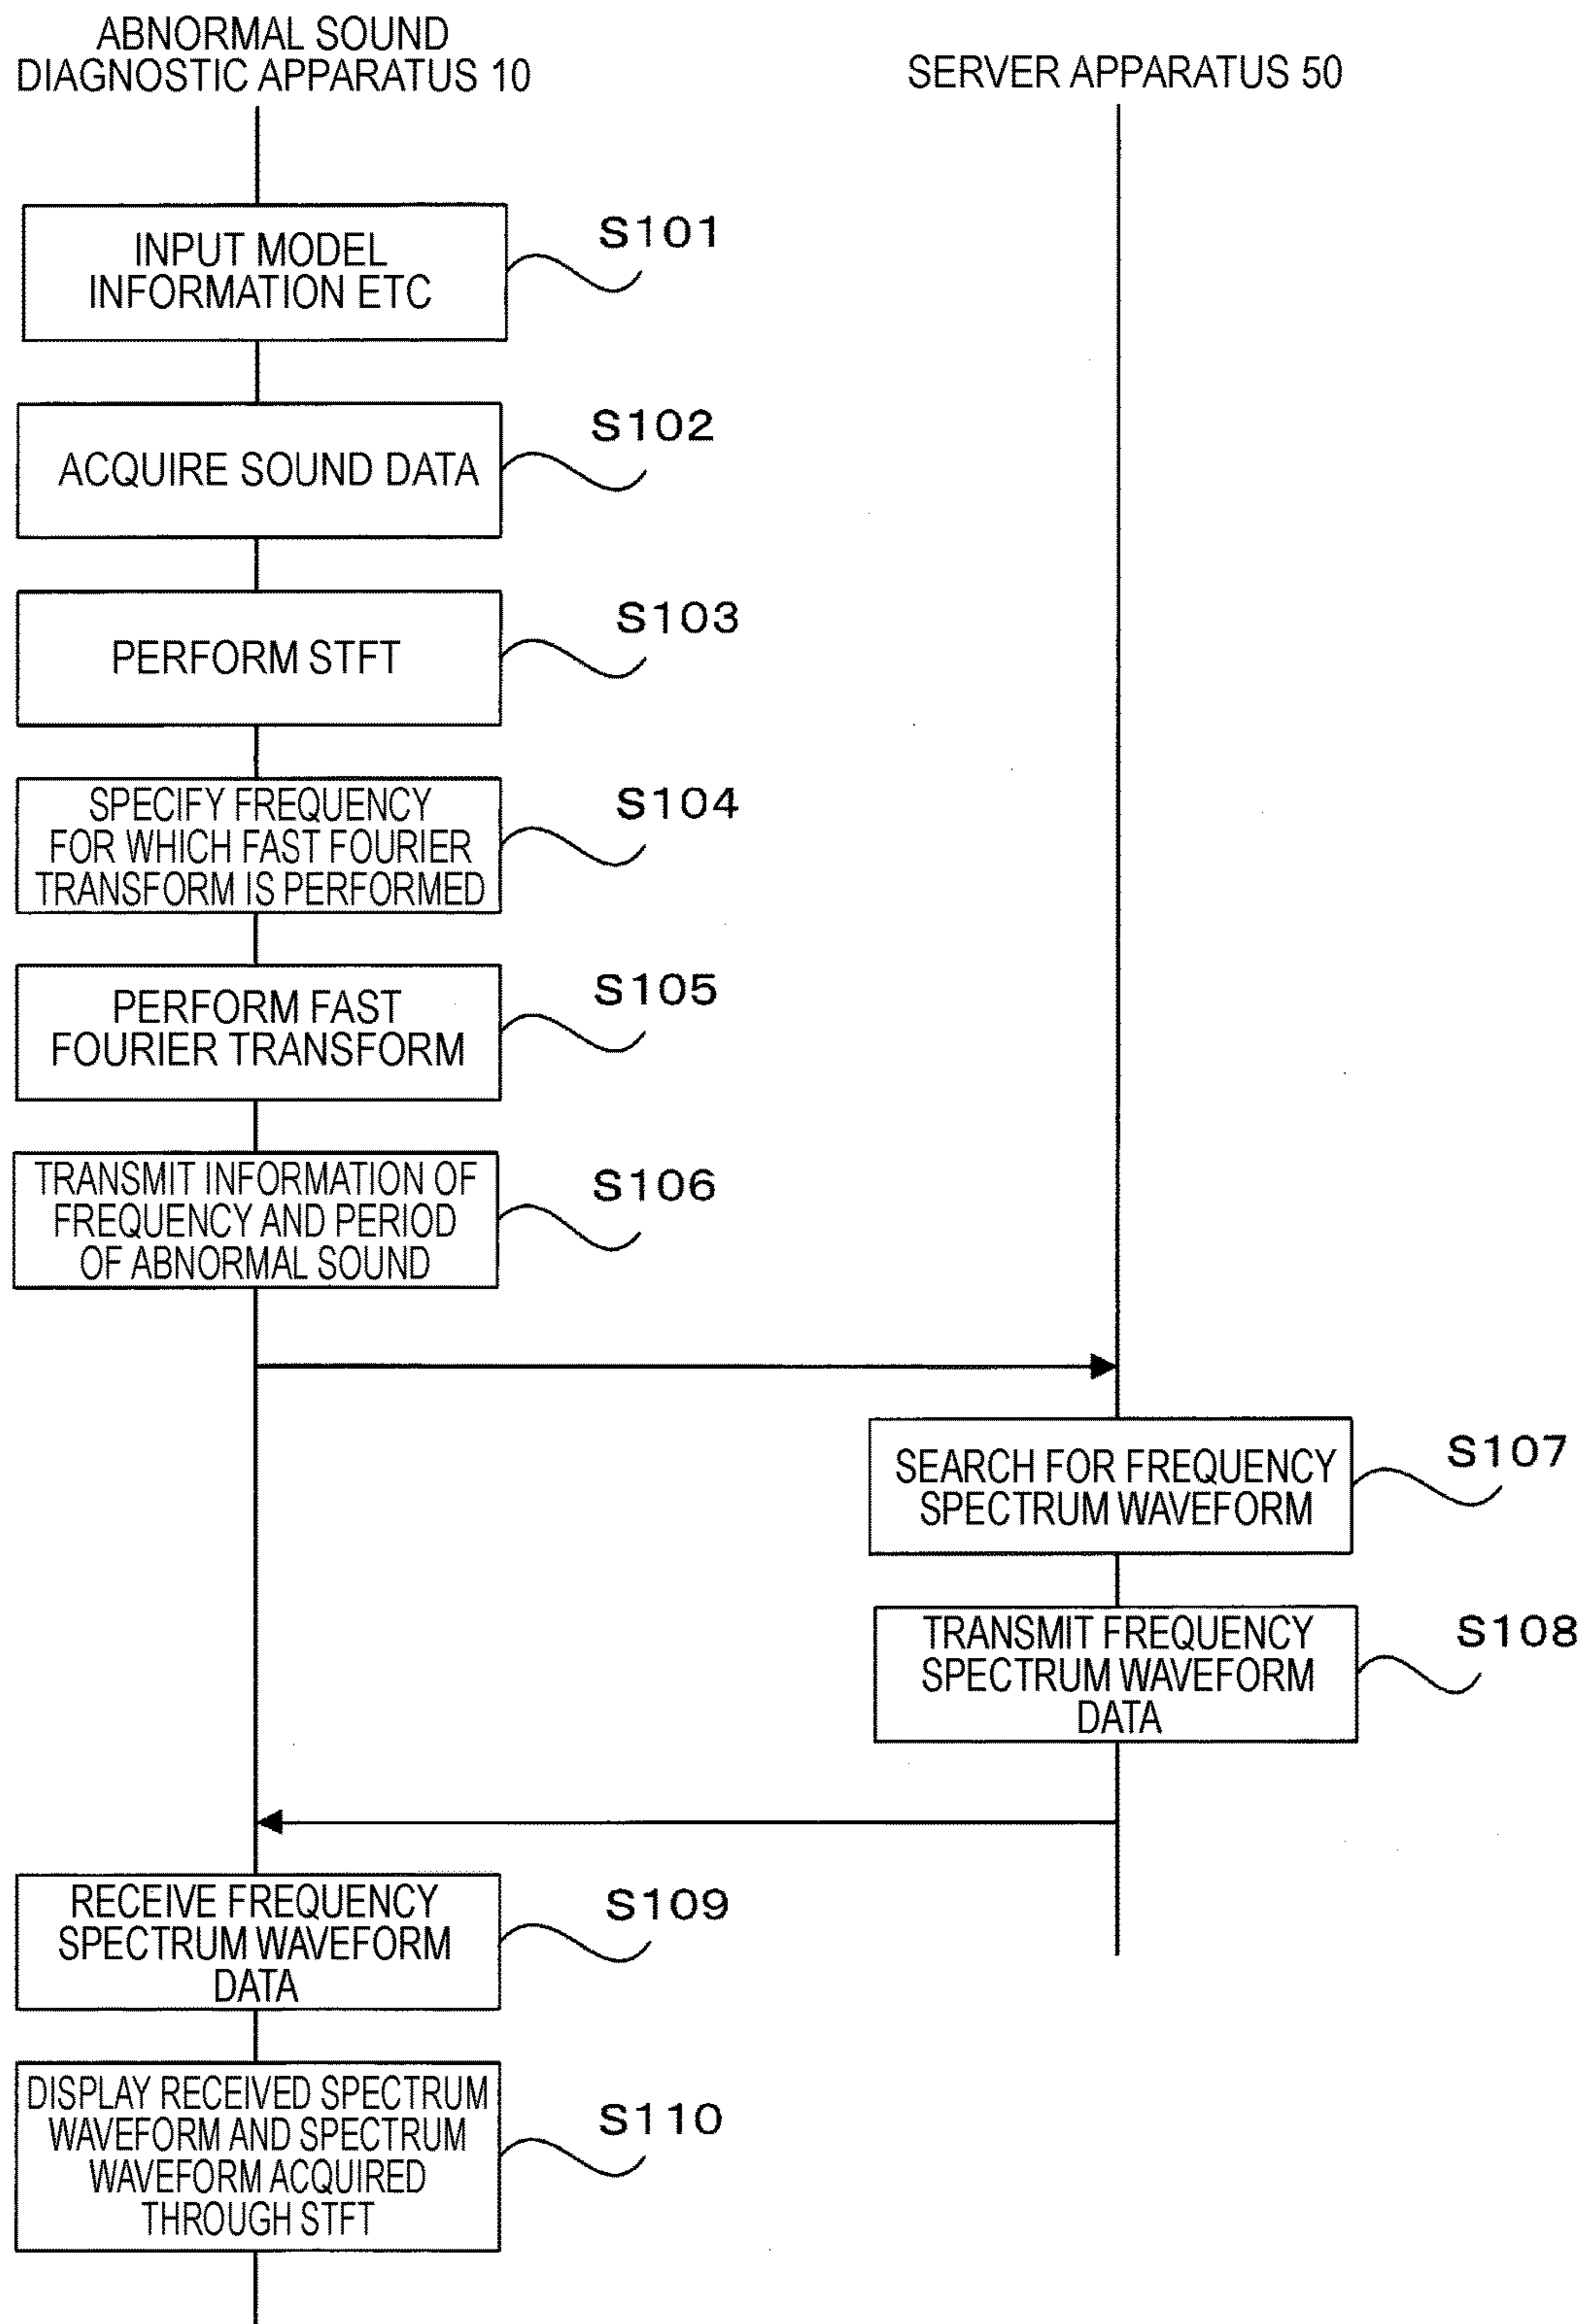 ABNORMAL SOUND
DIAGNOSTIC APPARATUS 10
SERVER APPARATUS 50
INPUT MODEL
INFORMATION ETC
S101
ACQUIRE SOUND DATA
S102
PERFORM STFT
S103
SPECIFY FREQUENCY
FOR WHICH FAST FOURIER
TRANSFORM IS PERFORMED
S104
PERFORM FAST
FOURIER TRANSFORM
S105
TRANSMIT INFORMATION OF
FREQUENCY AND PERIOD
OF ABNORMAL SOUND
S106
SEARCH FOR FREQUENCY
SPECTRUM WAVEFORM
S107
TRANSMIT FREQUENCY
SPECTRUM WAVEFORM
DATA
S108
RECEIVE FREQUENCY
SPECTRUM WAVEFORM
DATA
S109
DISPLAY RECEIVED SPECTRUM
WAVEFORM AND SPECTRUM
WAVEFORM ACQUIRED
THROUGH STFT
S110